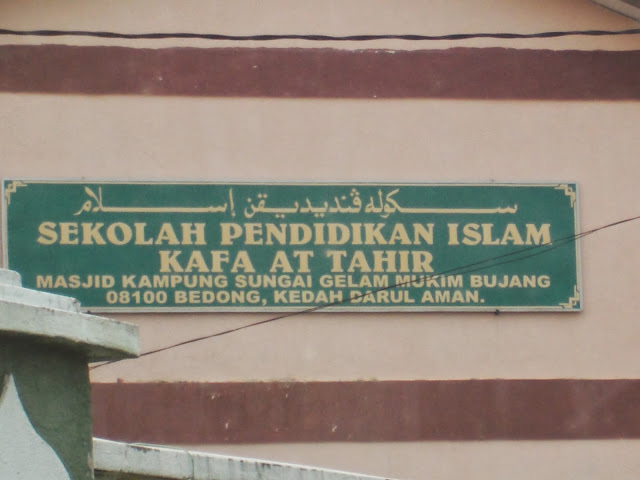 سکوله ڤنديديقن إسلام
SEKOLAH PENDIDIKAN ISLAM
KAFA AT TAHIR
MASJID KAMPUNG SUNGAI GELAM MUKIM BUJANG
08100 BEDONG, KEDAH DARUL AMAN.